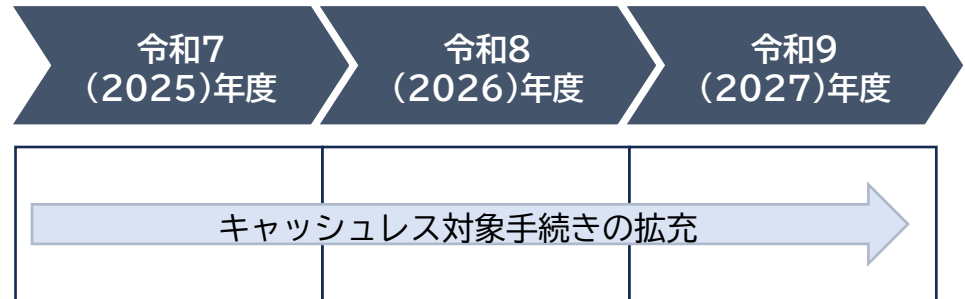 令和7
(2025)年度
令和8
(2026)年度
令和9
(2027)年度
キャッシュレス対象手続きの拡充